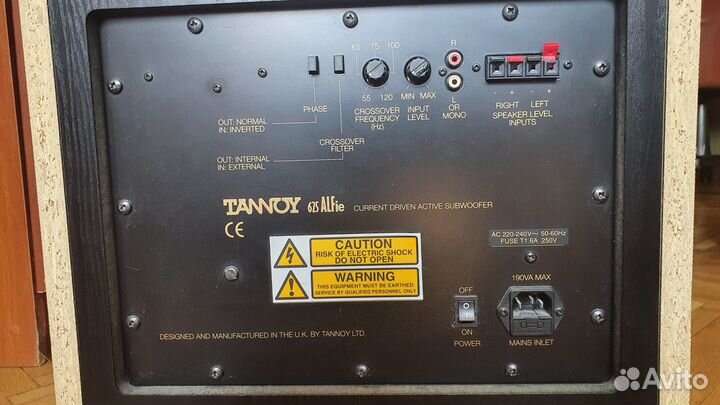 65 75 100
55 120
PHASE
CROSSOVER
FREQUENCY
(Hz)
MIN MAX
INPUT
LEVEL
R
L
OR
MONO
- + - +
RIGHT LEFT
SPEAKER LEVEL
INPUTS
OUT: NORMAL
IN: INVERTED
CROSSOVER
FILTER
OUT: INTERNAL
IN: EXTERNAL
TANNOY 625 ALFie CURRENT DRIVEN ACTIVE SUBWOOFER
CE
AC 220-240V~ 50-60Hz
FUSE T1.6A 250V
CAUTION
RISK OF ELECTRIC SHOCK
DO NOT OPEN
WARNING
THIS EQUIPMENT MUST BE EARTHED
SERVICE BY QUALIFIED PERSONNEL ONLY
OFF
ON
POWER
190VA MAX
MAINS INLET
DESIGNED AND MANUFACTURED IN THE U.K. BY TANNOY LTD.
Avito